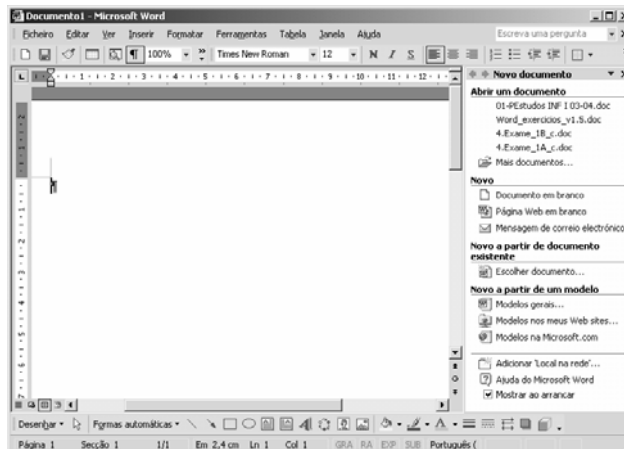 Documento1 - Microsoft Word
Ficheiro Editar Ver Inserir Formatar Ferramentas Tabela Janela Ajuda Escreva uma pergunta
100% Times New Roman 12 N I S
Novo documento
Abrir um documento
01-PEstudos INF I 03-04.doc
Word_exercicios_v1.5.doc
4.Exame_1B_c.doc
4.Exame_1A_c.doc
Mais documentos...
Novo
Documento em branco
Página Web em branco
Mensagem de correio electrónico
Novo a partir de documento
existente
Escolher documento...
Novo a partir de um modelo
Modelos gerais...
Modelos nos meus Web sites...
Modelos na Microsoft.com
Adicionar 'Local na rede'...
Ajuda do Microsoft Word
Mostrar ao arrancar
Desenhar Formas automáticas
Página 1 Secção 1 1/1 Em 2,4 cm Ln 1 Col 1 GRA RA EXP SUB Português (